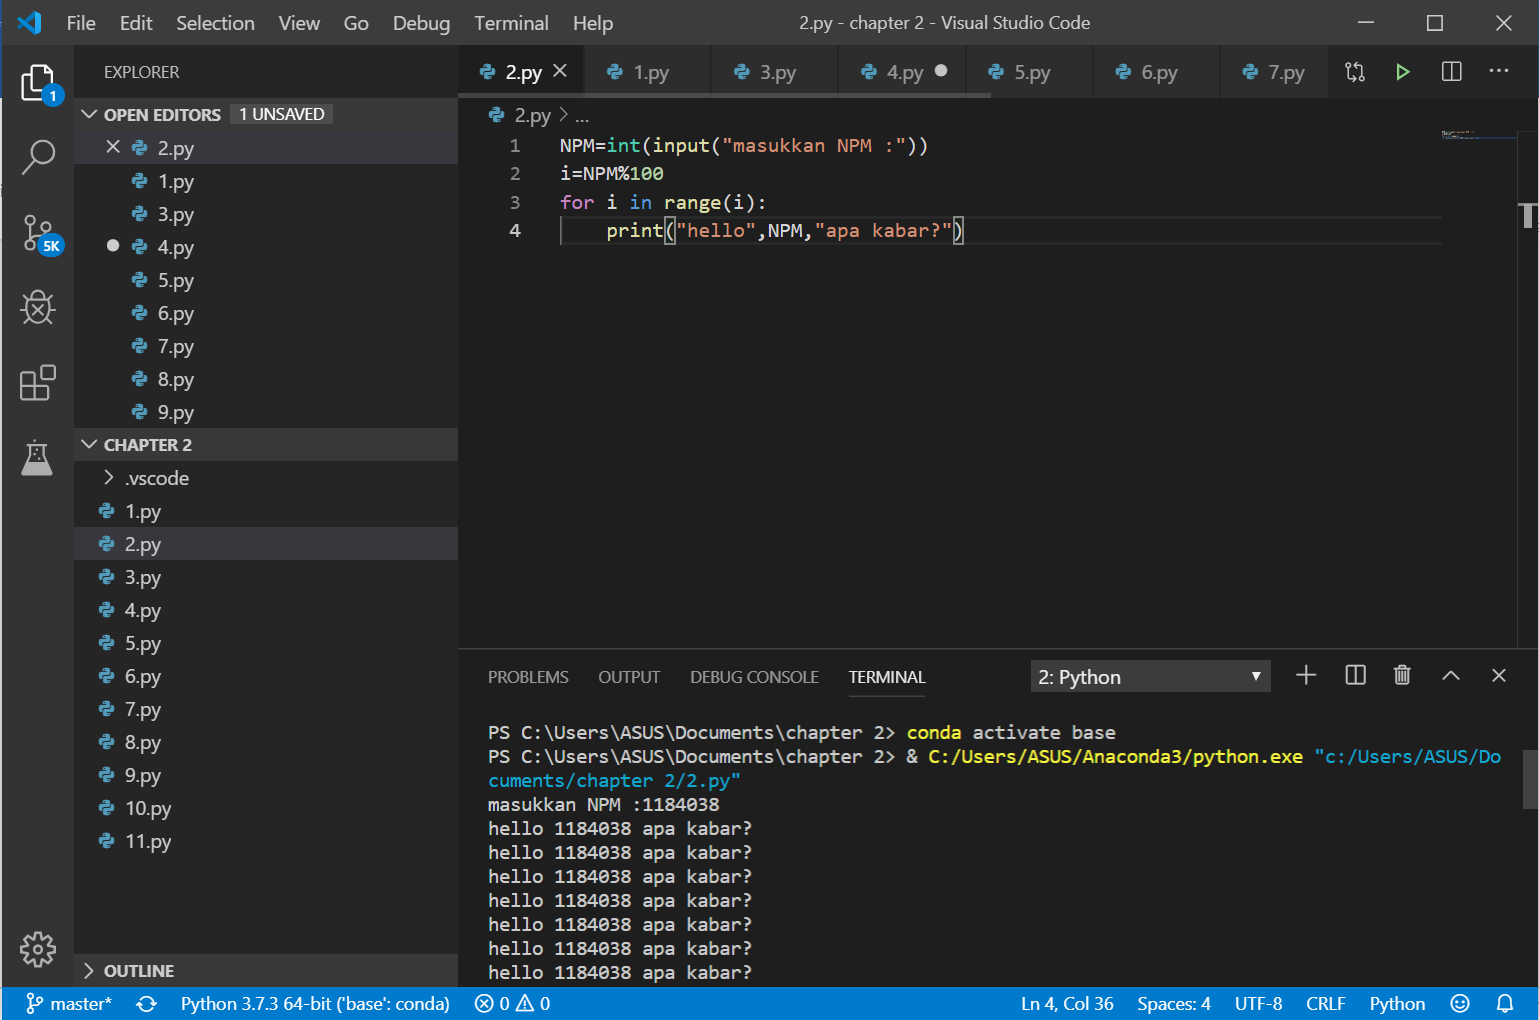 File Edit Selection View Go Debug Terminal Help
2.py - chapter 2 - Visual Studio Code
1
5K
EXPLORER
OPEN EDITORS 1 UNSAVED
2.py
1.py
3.py
4.py
5.py
6.py
7.py
8.py
9.py
CHAPTER 2
.vscode
1.py
2.py
3.py
4.py
5.py
6.py
7.py
8.py
9.py
10.py
11.py
OUTLINE
2.py 1.py 3.py 4.py 5.py 6.py 7.py ...
2.py > ...
1 NPM=int(input("masukkan NPM :"))
2 i=NPM%100
3 for i in range(i):
4     print("hello",NPM,"apa kabar?")
PROBLEMS OUTPUT DEBUG CONSOLE TERMINAL 2: Python
PS C:\Users\ASUS\Documents\chapter 2> conda activate base
PS C:\Users\ASUS\Documents\chapter 2> & C:/Users/ASUS/Anaconda3/python.exe "c:/Users/ASUS/Do
cuments/chapter 2/2.py"
masukkan NPM :1184038
hello 1184038 apa kabar?
hello 1184038 apa kabar?
hello 1184038 apa kabar?
hello 1184038 apa kabar?
hello 1184038 apa kabar?
hello 1184038 apa kabar?
hello 1184038 apa kabar?
master* Python 3.7.3 64-bit ('base': conda) 0 0 Ln 4, Col 36 Spaces: 4 UTF-8 CRLF Python